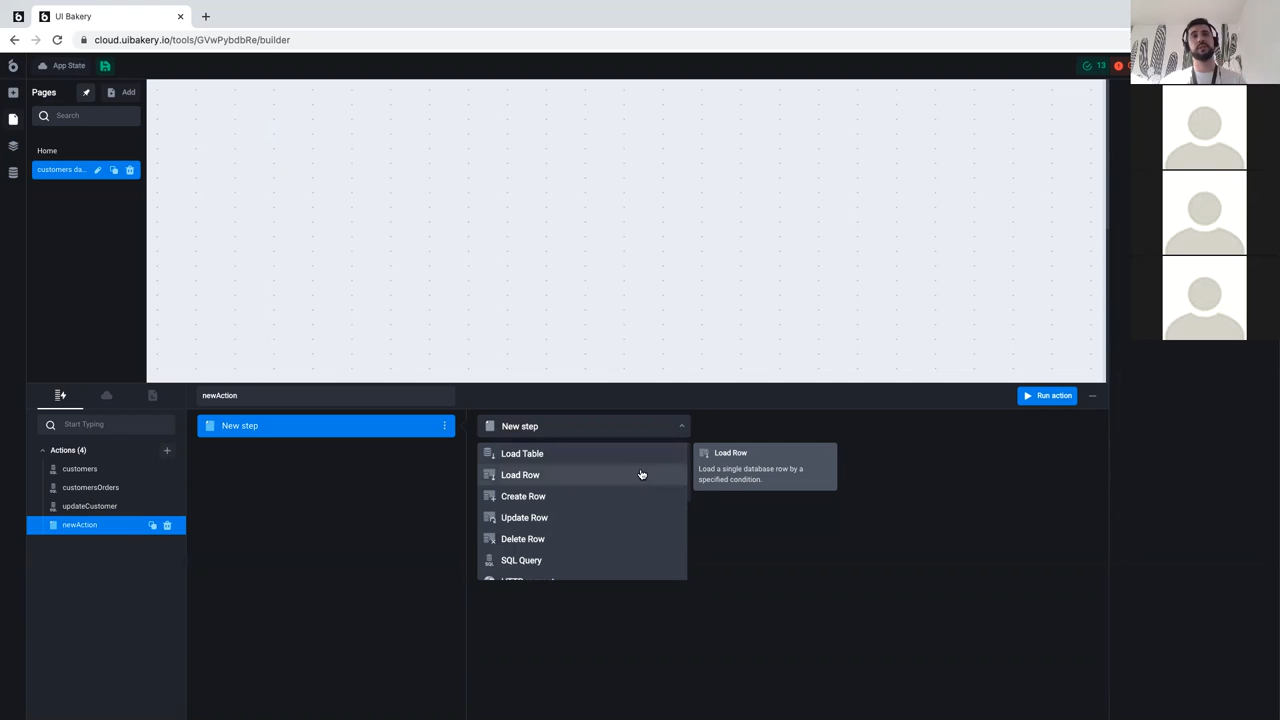 UI Bakery
cloud.uibakery.io/tools/GVwPybdbRe/builder
App State
13
Pages
Add
Search
Home
customers da...
newAction
Run action
Start Typing
New step
New step
Actions (4)
customers
customersOrders
updateCustomer
newAction
Load Table
Load Row
Create Row
Update Row
Delete Row
SQL Query
Load Row
Load a single database row by a
specified condition.